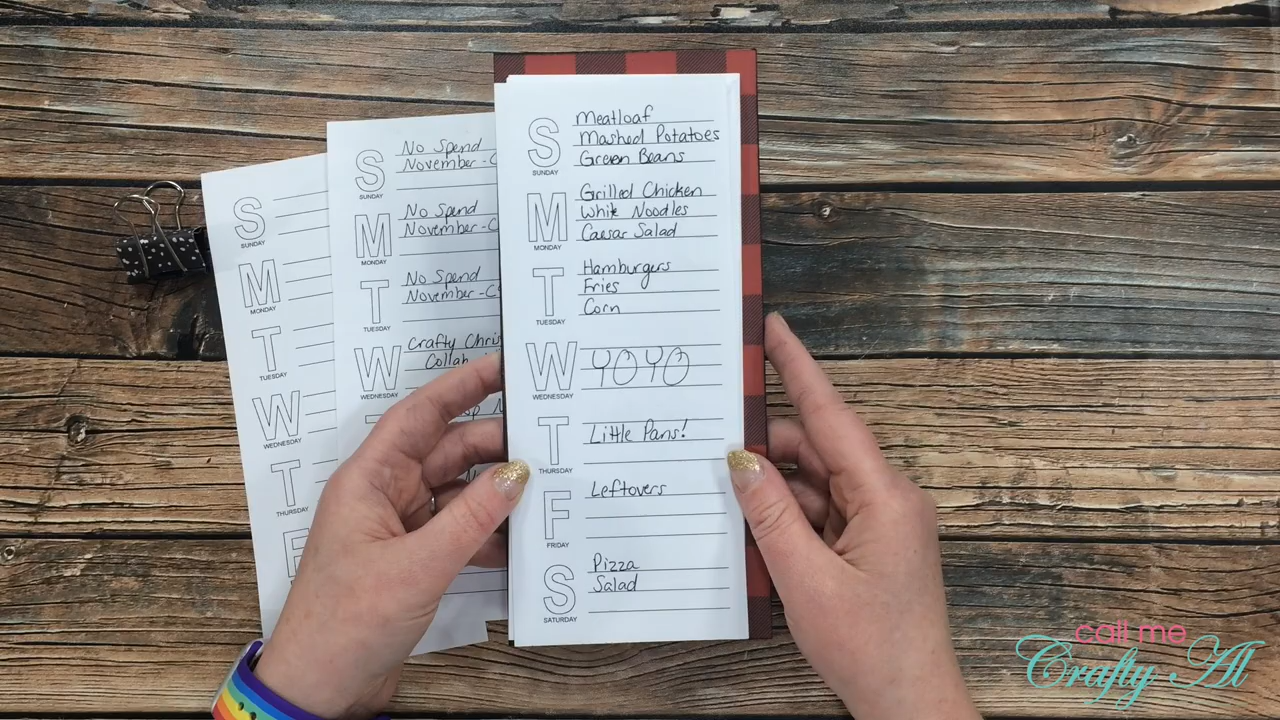 S
SUNDAY
M
MONDAY
T
TUESDAY
W
WEDNESDAY
T
THURSDAY
F
S
SUNDAY
No Spend
November - C
M
MONDAY
No Spend
November - C
T
TUESDAY
No Spend
November - C
W
WEDNESDAY
Crafty Chris
Collab
T
S
SUNDAY
Meatloaf
Mashed Potatoes
Green Beans
M
MONDAY
Grilled Chicken
White Noodles
Caesar Salad
T
TUESDAY
Hamburgers
Fries
Corn
W
WEDNESDAY
YOYO
T
THURSDAY
Little Pans!
F
FRIDAY
Leftovers
S
SATURDAY
Pizza
Salad
call me
Crafty Al